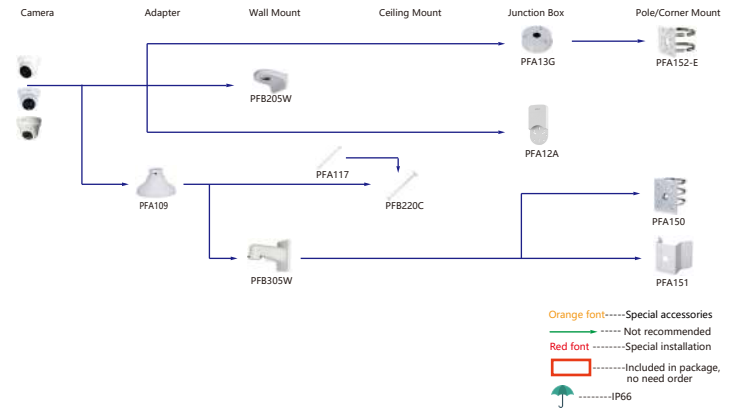 Camera
Adapter
Wall Mount
Ceiling Mount
Junction Box
Pole/Corner Mount
PFA13G
PFA152-E
PFB205W
PFA12A
PFA117
PFA109
PFB220C
PFA150
PFB305W
PFA151
Orange font-----Special accessories
----- Not recommended
Red font -----Special installation
--------Included in package,
no need order
--------IP66